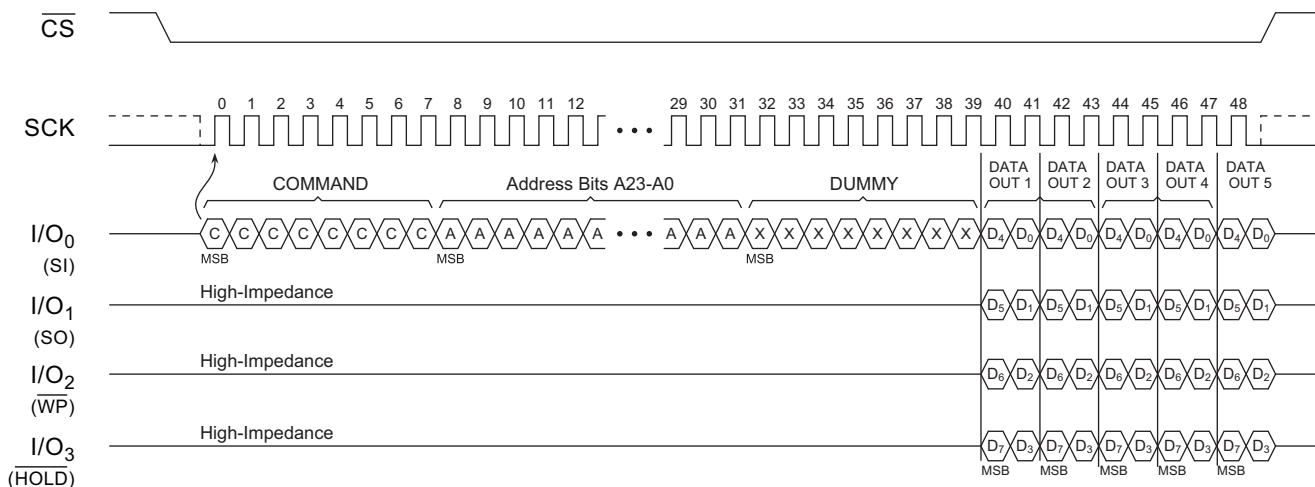 CS
SCK
0 1 2 3 4 5 6 7 8 9 10 11 12 29 30 31 32 33 34 35 36 37 38 39 40 41 42 43 44 45 46 47 48
COMMAND Address Bits A23-A0 DUMMY
DATA OUT 1 DATA OUT 2 DATA OUT 3 DATA OUT 4 DATA OUT 5
I/O0 (SI)
C C C C C C C C A A A A A A A A A X X X X X X X X D4 D0 D4 D0 D4 D0 D4 D0 D4 D0
MSB MSB MSB
I/O1 (SO)
High-Impedance
D5 D1 D5 D1 D5 D1 D5 D1 D5 D1
I/O2 (WP)
High-Impedance
D6 D2 D6 D2 D6 D2 D6 D2 D6 D2
I/O3 (HOLD)
High-Impedance
D7 D3 D7 D3 D7 D3 D7 D3 D7 D3
MSB MSB MSB MSB MSB